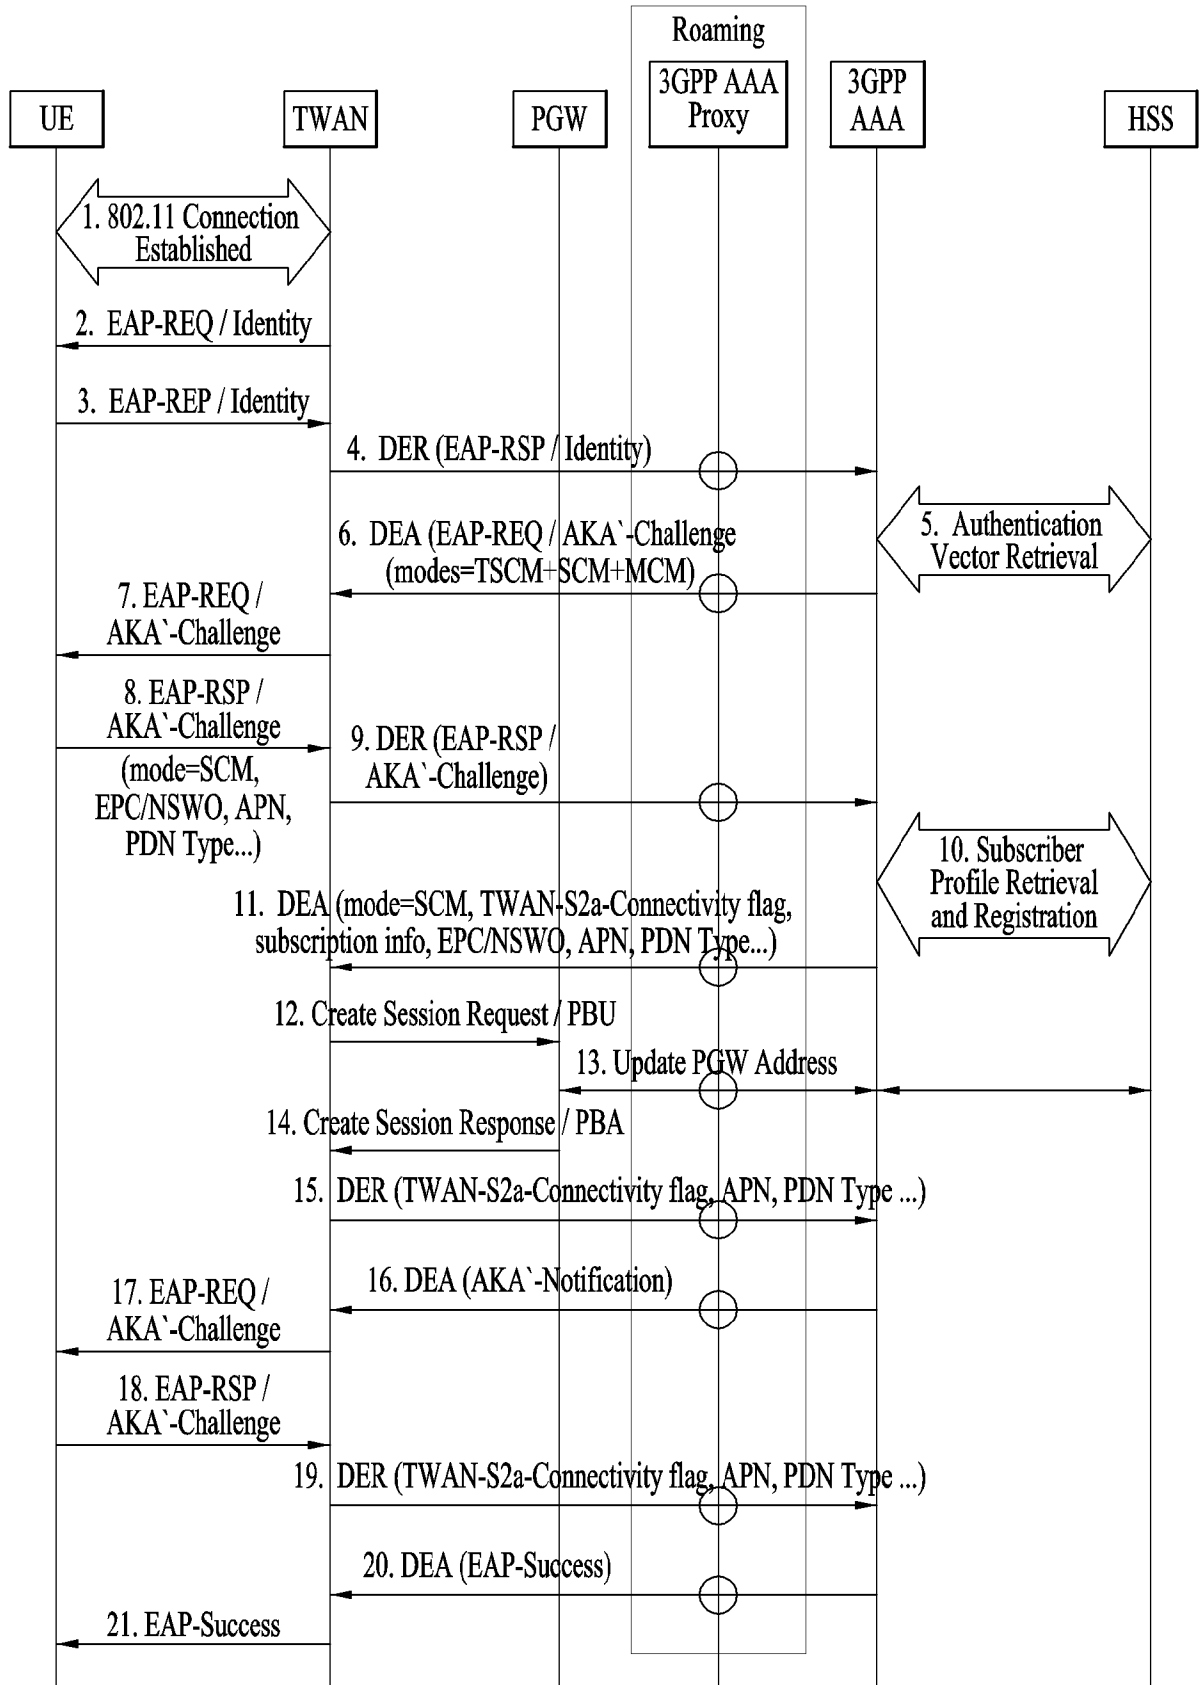 Roaming
UE
TWAN
PGW
3GPP AAA
Proxy
3GPP
AAA
HSS
1. 802.11 Connection
Established
2. EAP-REQ / Identity
3. EAP-REP / Identity
4. DER (EAP-RSP / Identity)
5. Authentication
Vector Retrieval
6. DEA (EAP-REQ / AKA`-Challenge
(modes=TSCM+SCM+MCM)
7. EAP-REQ /
AKA`-Challenge
8. EAP-RSP /
AKA`-Challenge
(mode=SCM,
EPC/NSWO, APN,
PDN Type...)
9. DER (EAP-RSP /
AKA`-Challenge)
10. Subscriber
Profile Retrieval
and Registration
11. DEA (mode=SCM, TWAN-S2a-Connectivity flag,
subscription info, EPC/NSWO, APN, PDN Type...)
12. Create Session Request / PBU
13. Update PGW Address
14. Create Session Response / PBA
15. DER (TWAN-S2a-Connectivity flag, APN, PDN Type ...)
16. DEA (AKA`-Notification)
17. EAP-REQ /
AKA`-Challenge
18. EAP-RSP /
AKA`-Challenge
19. DER (TWAN-S2a-Connectivity flag, APN, PDN Type ...)
20. DEA (EAP-Success)
21. EAP-Success